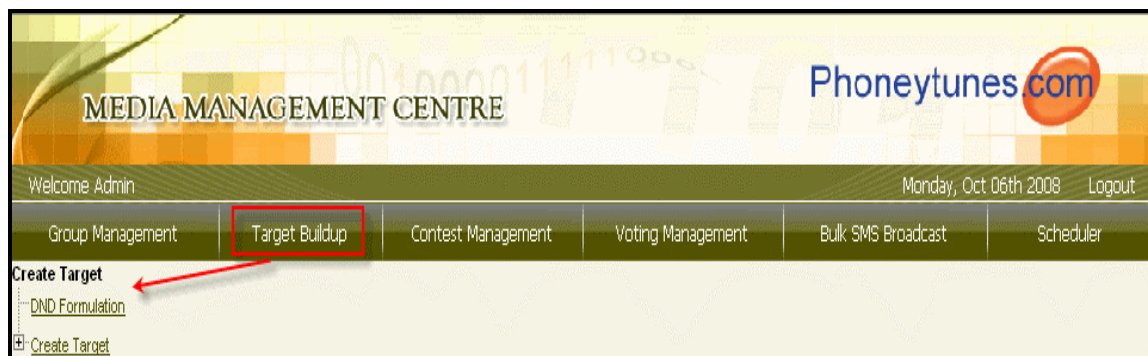 MEDIA MANAGEMENT CENTRE
Phoneytunes.com
Welcome Admin Monday, Oct 06th 2008 Logout
Group Management Target Buildup Contest Management Voting Management Bulk SMS Broadcast Scheduler
Create Target
DND Formulation
Create Target